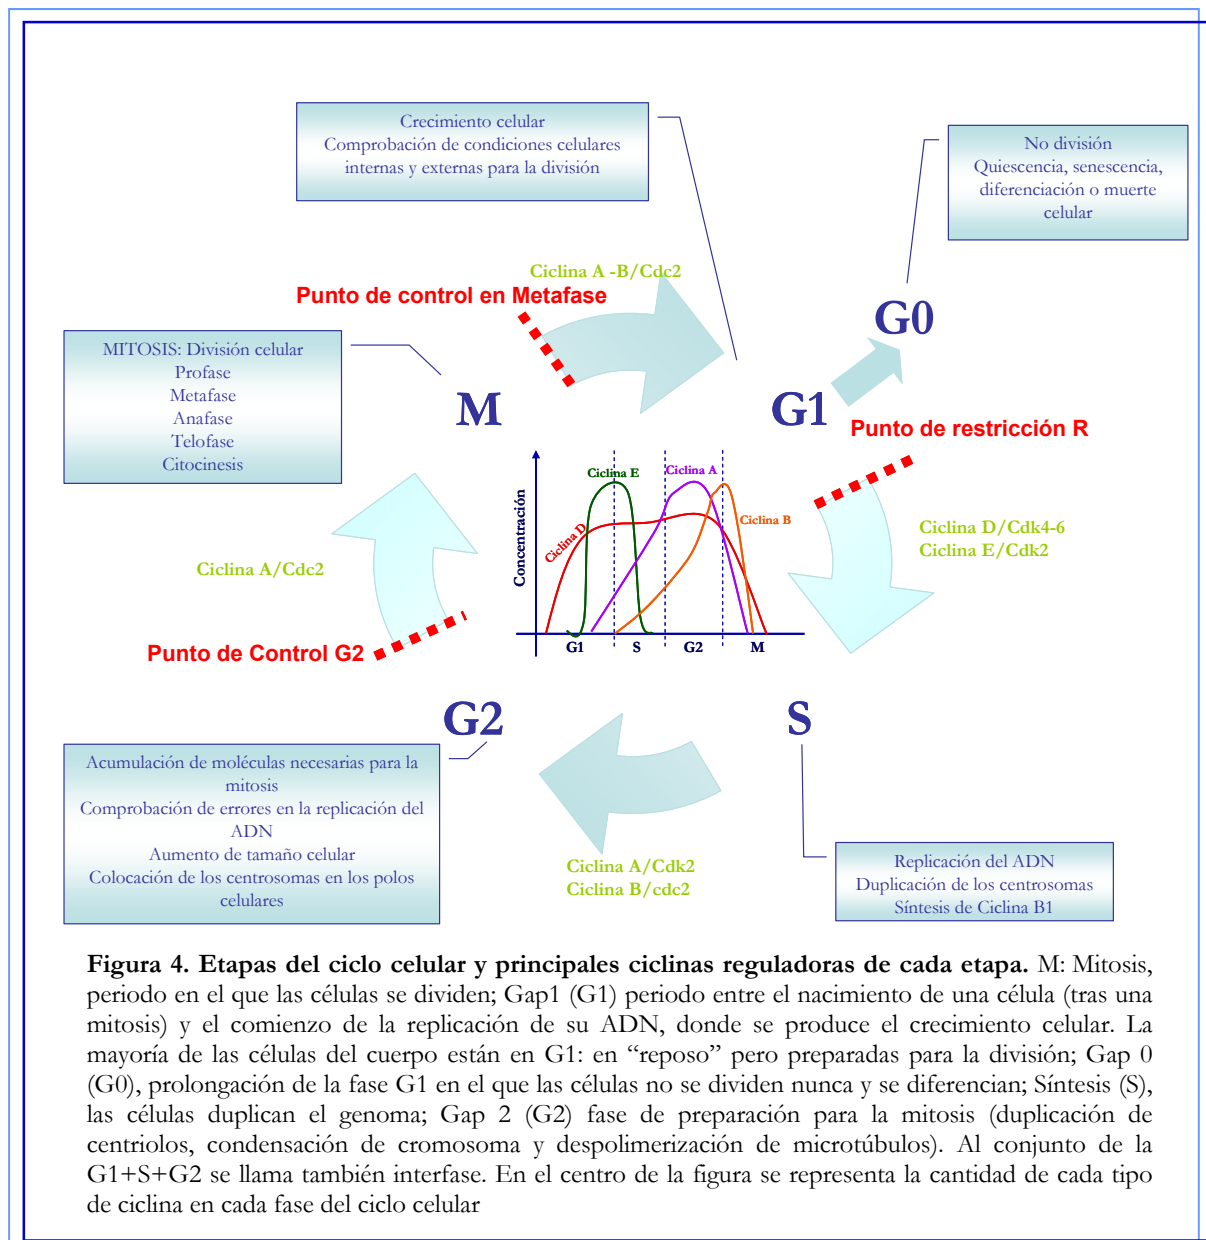 Crecimiento celular
Comprobación de condiciones celulares
internas y externas para la división
No división
Quiescencia, senescencia,
diferenciación o muerte
celular
Ciclina A -B/Cdc2
Punto de control en Metafase
G0
MITOSIS: División celular
Profase
Metafase
Anafase
Telofase
Citocinesis
M
G1
Punto de restricción R
Ciclina E
Ciclina A
Ciclina D
Ciclina B
Concentración
G1 S G2 M
Ciclina D/Cdk4-6
Ciclina E/Cdk2
Ciclina A/Cdc2
Punto de Control G2
G2
S
Acumulación de moléculas necesarias para la
mitosis
Comprobación de errores en la replicación del
ADN
Aumento de tamaño celular
Colocación de los centrosomas en los polos
celulares
Ciclina A/Cdk2
Ciclina B/cdc2
Replicación del ADN
Duplicación de los centrosomas
Síntesis de Ciclina B1
Figura 4. Etapas del ciclo celular y principales ciclinas reguladoras de cada etapa. M: Mitosis,
periodo en el que las células se dividen; Gap1 (G1) periodo entre el nacimiento de una célula (tras una
mitosis) y el comienzo de la replicación de su ADN, donde se produce el crecimiento celular. La
mayoría de las células del cuerpo están en G1: en “reposo” pero preparadas para la división; Gap 0
(G0), prolongación de la fase G1 en el que las células no se dividen nunca y se diferencian; Síntesis (S),
las células duplican el genoma; Gap 2 (G2) fase de preparación para la mitosis (duplicación de
centriolos, condensación de cromosoma y despolimerización de microtúbulos). Al conjunto de la
G1+S+G2 se llama también interfase. En el centro de la figura se representa la cantidad de cada tipo
de ciclina en cada fase del ciclo celular